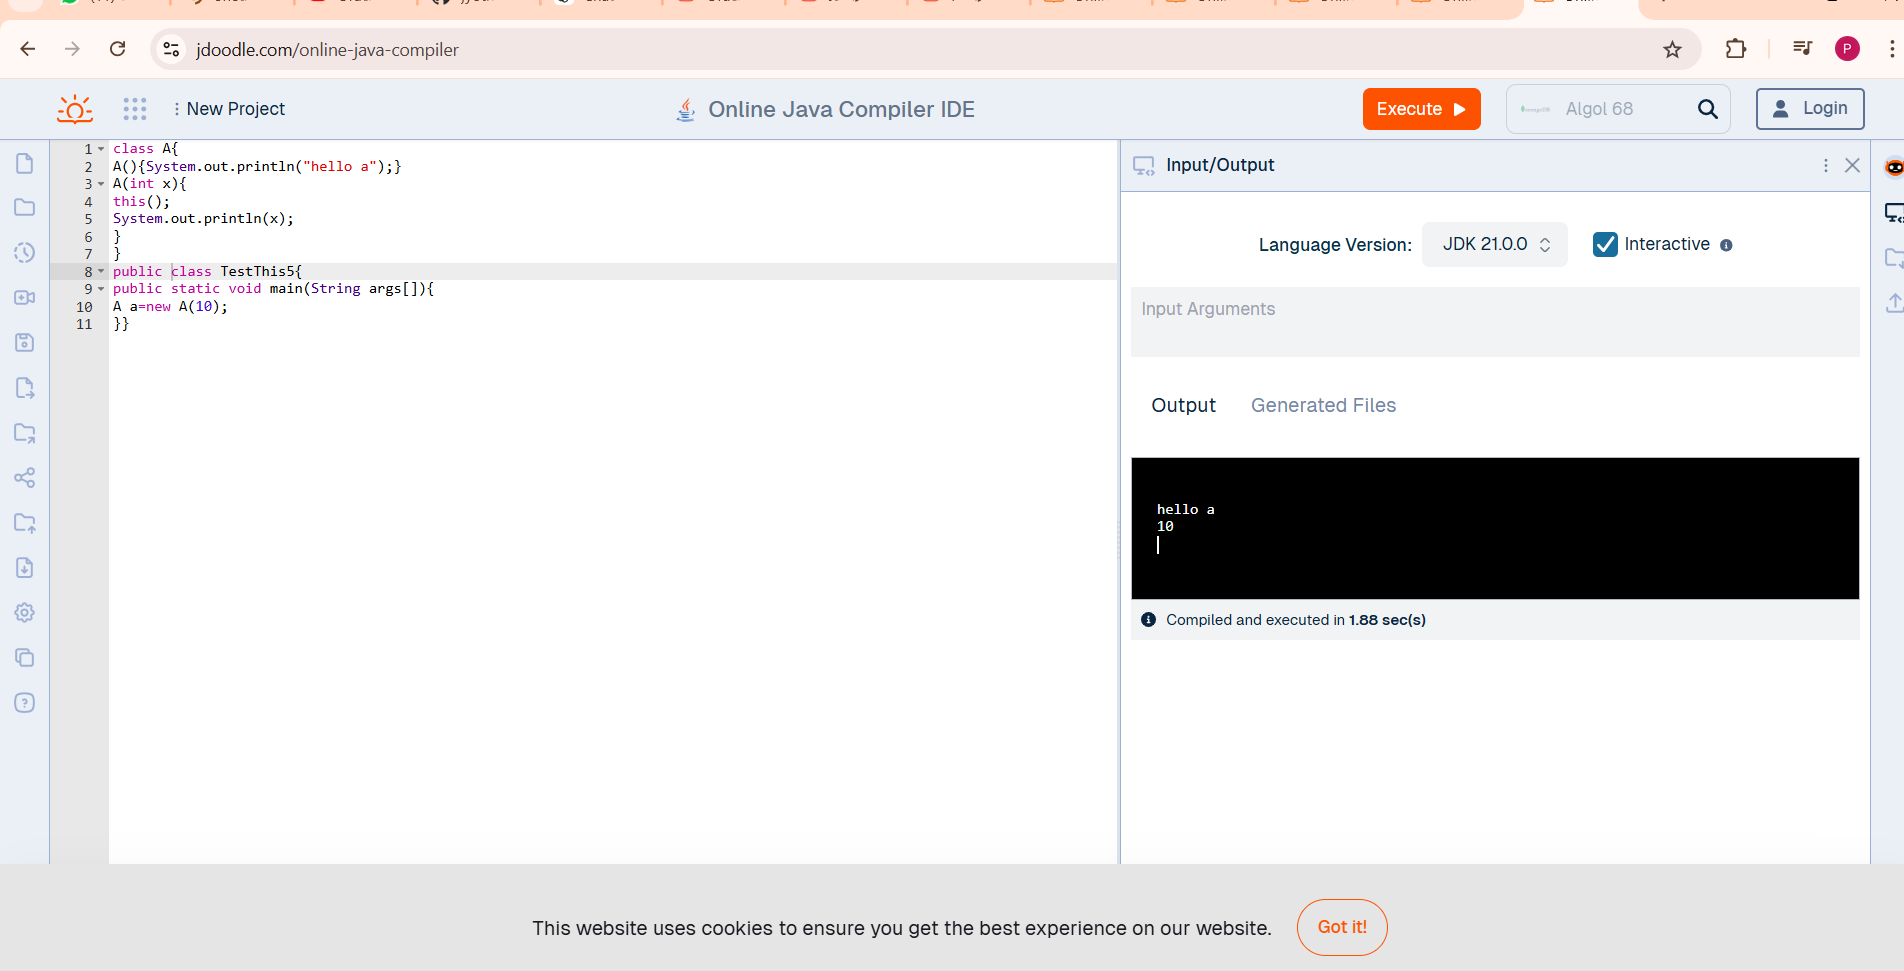 jdoodle.com/online-java-compiler
P
New Project
Online Java Compiler IDE
Execute
Algol 68
Login
1 class A{
2 A(){System.out.println("hello a");}
3 A(int x){
4 this();
5 System.out.println(x);
6 }
7 }
8 public class TestThis5{
9 public static void main(String args[]){
10 A a=new A(10);
11 }}
Input/Output
Language Version: JDK 21.0.0 Interactive
Input Arguments
Output Generated Files
hello a
10
Compiled and executed in 1.88 sec(s)
This website uses cookies to ensure you get the best experience on our website. Got it!